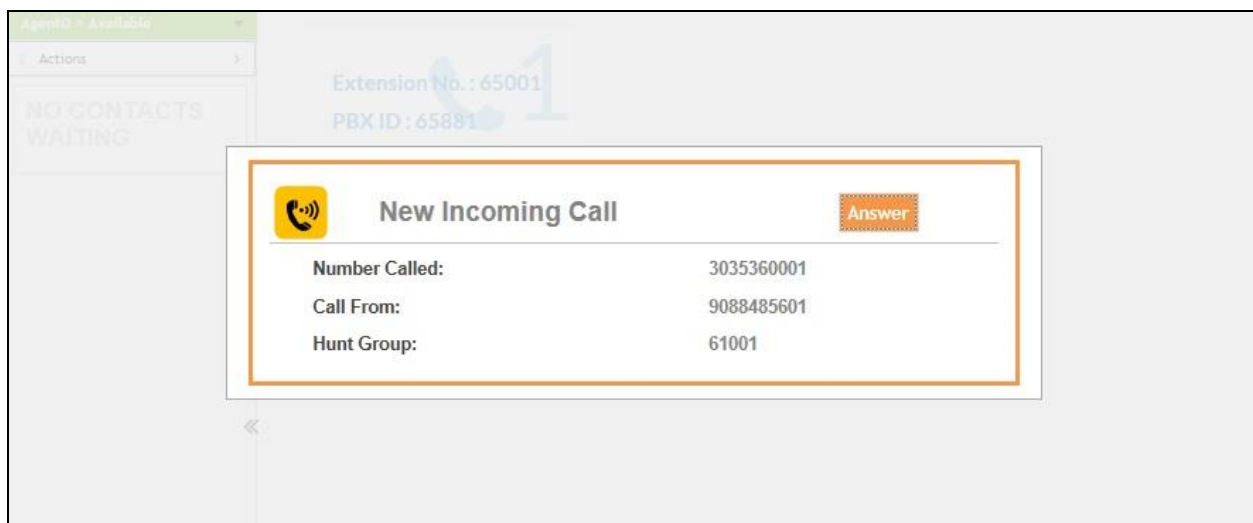 Agent0 > Available
Actions
NO CONTACTS
WAITING
Extension No. : 65001
PBX ID : 65881
1
New Incoming Call
Answer
Number Called: 3035360001
Call From: 9088485601
Hunt Group: 61001